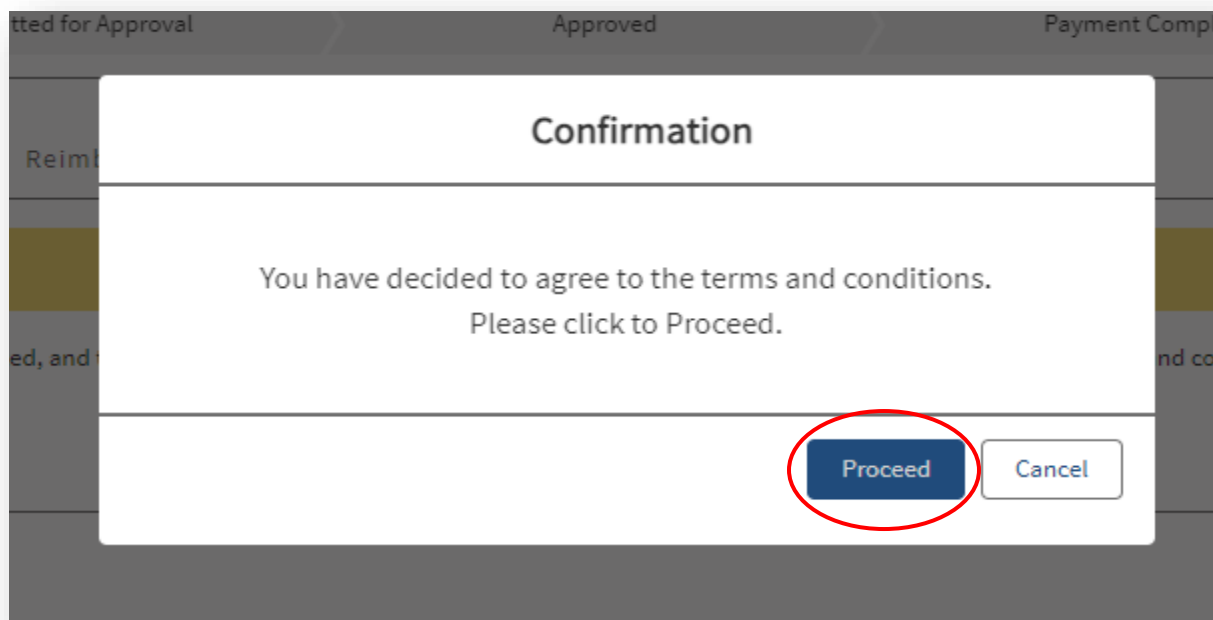 tted for Approval
Approved
Payment Compl
Confirmation
Reimb
You have decided to agree to the terms and conditions.
Please click to Proceed.
ed, and
nd co
Proceed
Cancel